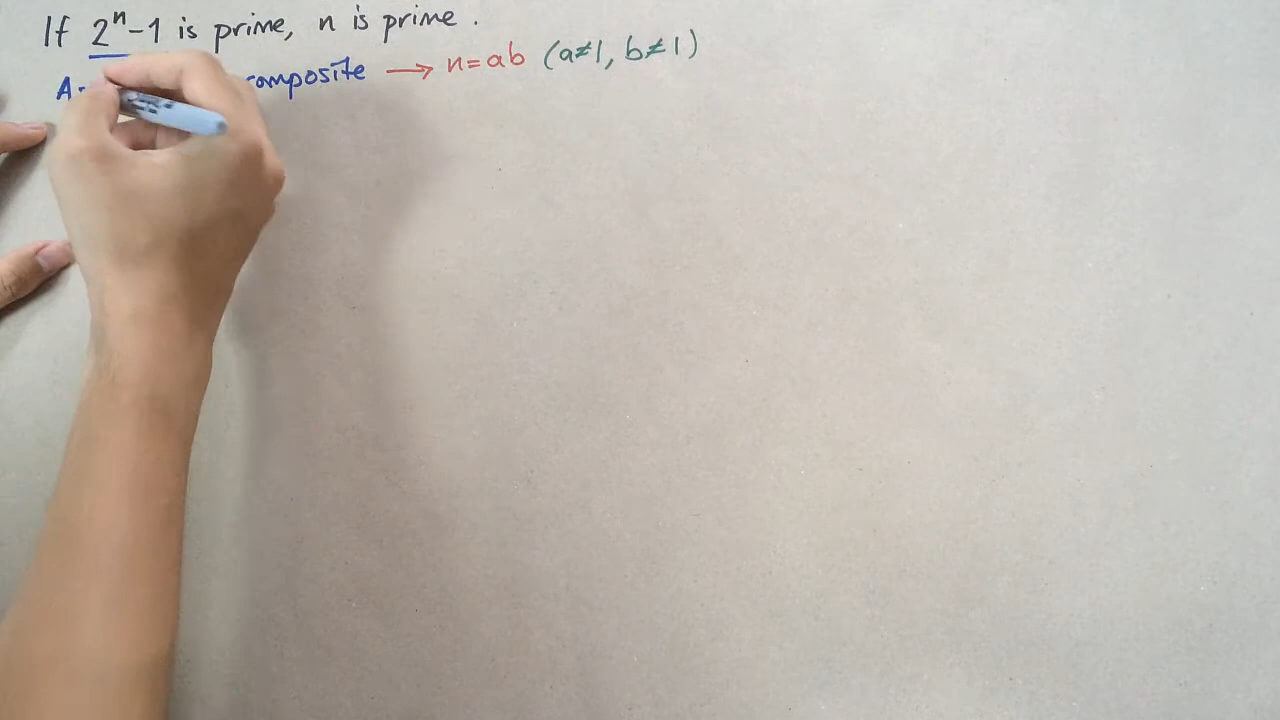 If 2ⁿ-1 is prime, n is prime.
composite → n=ab (a≠1, b≠1)